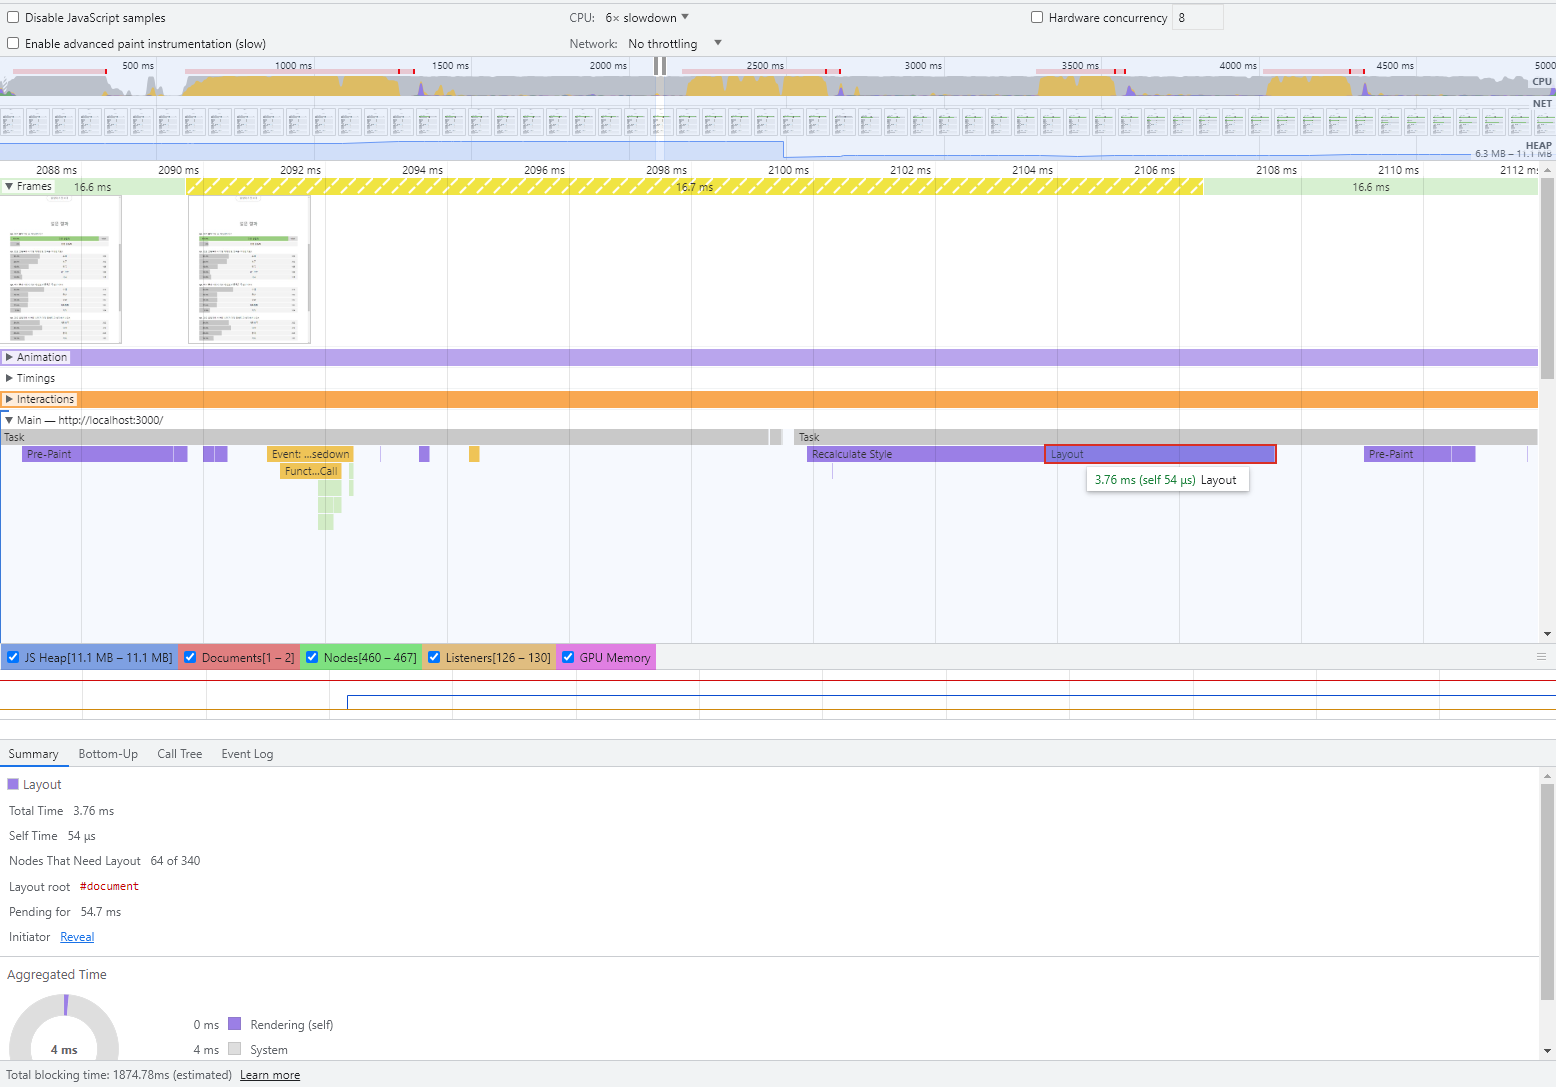 Disable JavaScript samples CPU: 6× slowdown Hardware concurrency 8
Enable advanced paint instrumentation (slow) Network: No throttling
500 ms 1000 ms 1500 ms 2000 ms 2500 ms 3000 ms 3500 ms 4000 ms 4500 ms 5000
CPU
NET
HEAP
6.3 MB – 11.1 MB
2088 ms 2090 ms 2092 ms 2094 ms 2096 ms 2098 ms 2100 ms 2102 ms 2104 ms 2106 ms 2108 ms 2110 ms 2112 ms
Frames 16.6 ms 16.7 ms 16.6 ms
Animation
Timings
Interactions
Main — http://localhost:3000/
Task Task
Pre-Paint Event: ...sedown Recalculate Style Layout Pre-Paint
Funct...Call
3.76 ms (self 54 μs) Layout
JS Heap[11.1 MB – 11.1 MB] Documents[1 – 2] Nodes[460 – 467] Listeners[126 – 130] GPU Memory
Summary Bottom-Up Call Tree Event Log
Layout
Total Time 3.76 ms
Self Time 54 μs
Nodes That Need Layout 64 of 340
Layout root #document
Pending for 54.7 ms
Initiator Reveal
Aggregated Time
0 ms Rendering (self)
4 ms 4 ms System
Total blocking time: 1874.78ms (estimated) Learn more